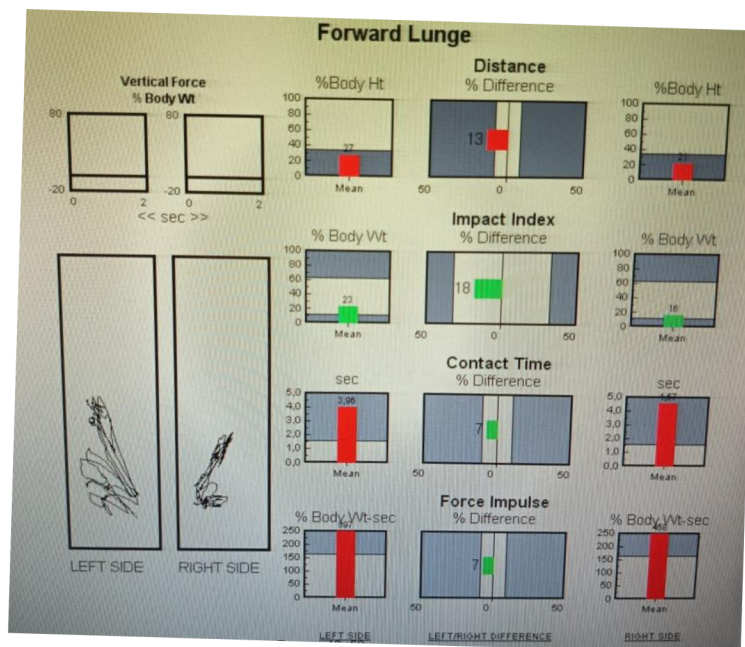 Forward Lunge
Distance
Vertical Force
% Body Wt
%Body Ht
% Difference
%Body Ht
80
80
-20
-20
0
2
0
2
<< sec >>
100
80
60
40
20
0
27
Mean
13
50
0
50
100
80
60
40
20
0
21
Mean
Impact Index
% Body Wt
% Difference
% Body Wt
100
80
60
40
20
0
23
Mean
18
50
0
50
100
80
60
40
20
0
16
Mean
Contact Time
sec
% Difference
sec
5,0
4,0
3,0
2,0
1,0
0,0
3,96
Mean
7
50
0
50
5,0
4,0
3,0
2,0
1,0
0,0
Mean
Force Impulse
% Body Wt-sec
% Difference
% Body Wt-sec
250
200
150
100
50
0
397
Mean
7
50
0
50
250
200
150
100
50
0
Mean
LEFT SIDE
RIGHT SIDE
LEFT SIDE
LEFT/RIGHT DIFFERENCE
RIGHT SIDE